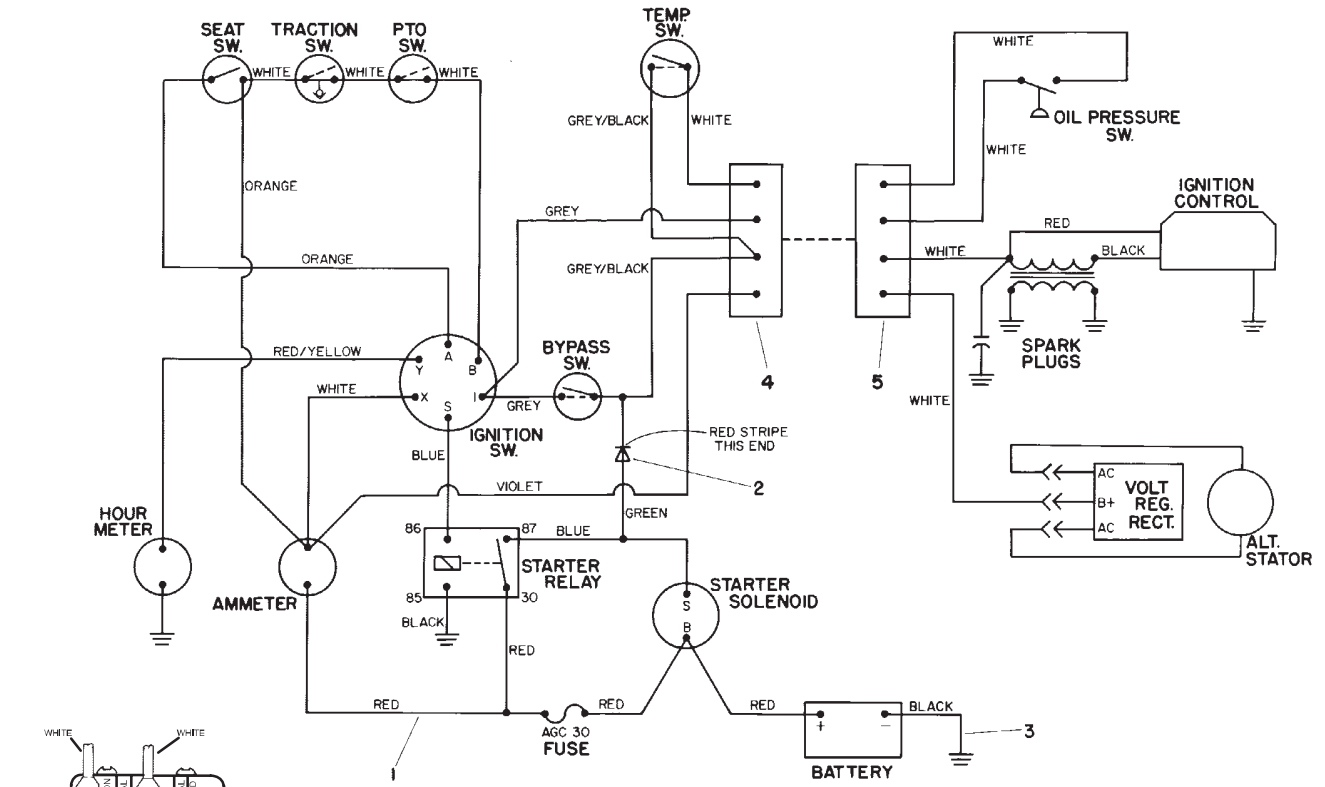 SEAT
SW.
TRACTION
SW.
PTO
SW.
TEMP.
SW.
WHITE
WHITE
WHITE
WHITE
WHITE
GREY/BLACK
WHITE
OIL PRESSURE
SW.
WHITE
ORANGE
IGNITION
CONTROL
GREY
RED
ORANGE
GREY/BLACK
WHITE
BLACK
RED/YELLOW
A
Y
B
BYPASS
SW.
SPARK
PLUGS
4
5
WHITE
X
S
I
GREY
WHITE
IGNITION
SW.
BLUE
RED STRIPE
THIS END
2
VIOLET
AC
B+
AC
VOLT
REG.
RECT.
HOUR
METER
GREEN
86
87
BLUE
ALT.
STATOR
STARTER
RELAY
AMMETER
85
30
STARTER
SOLENOID
S
B
BLACK
RED
RED
RED
RED
BLACK
AGC 30
FUSE
+
−
3
BATTERY
1
WHITE
WHITE